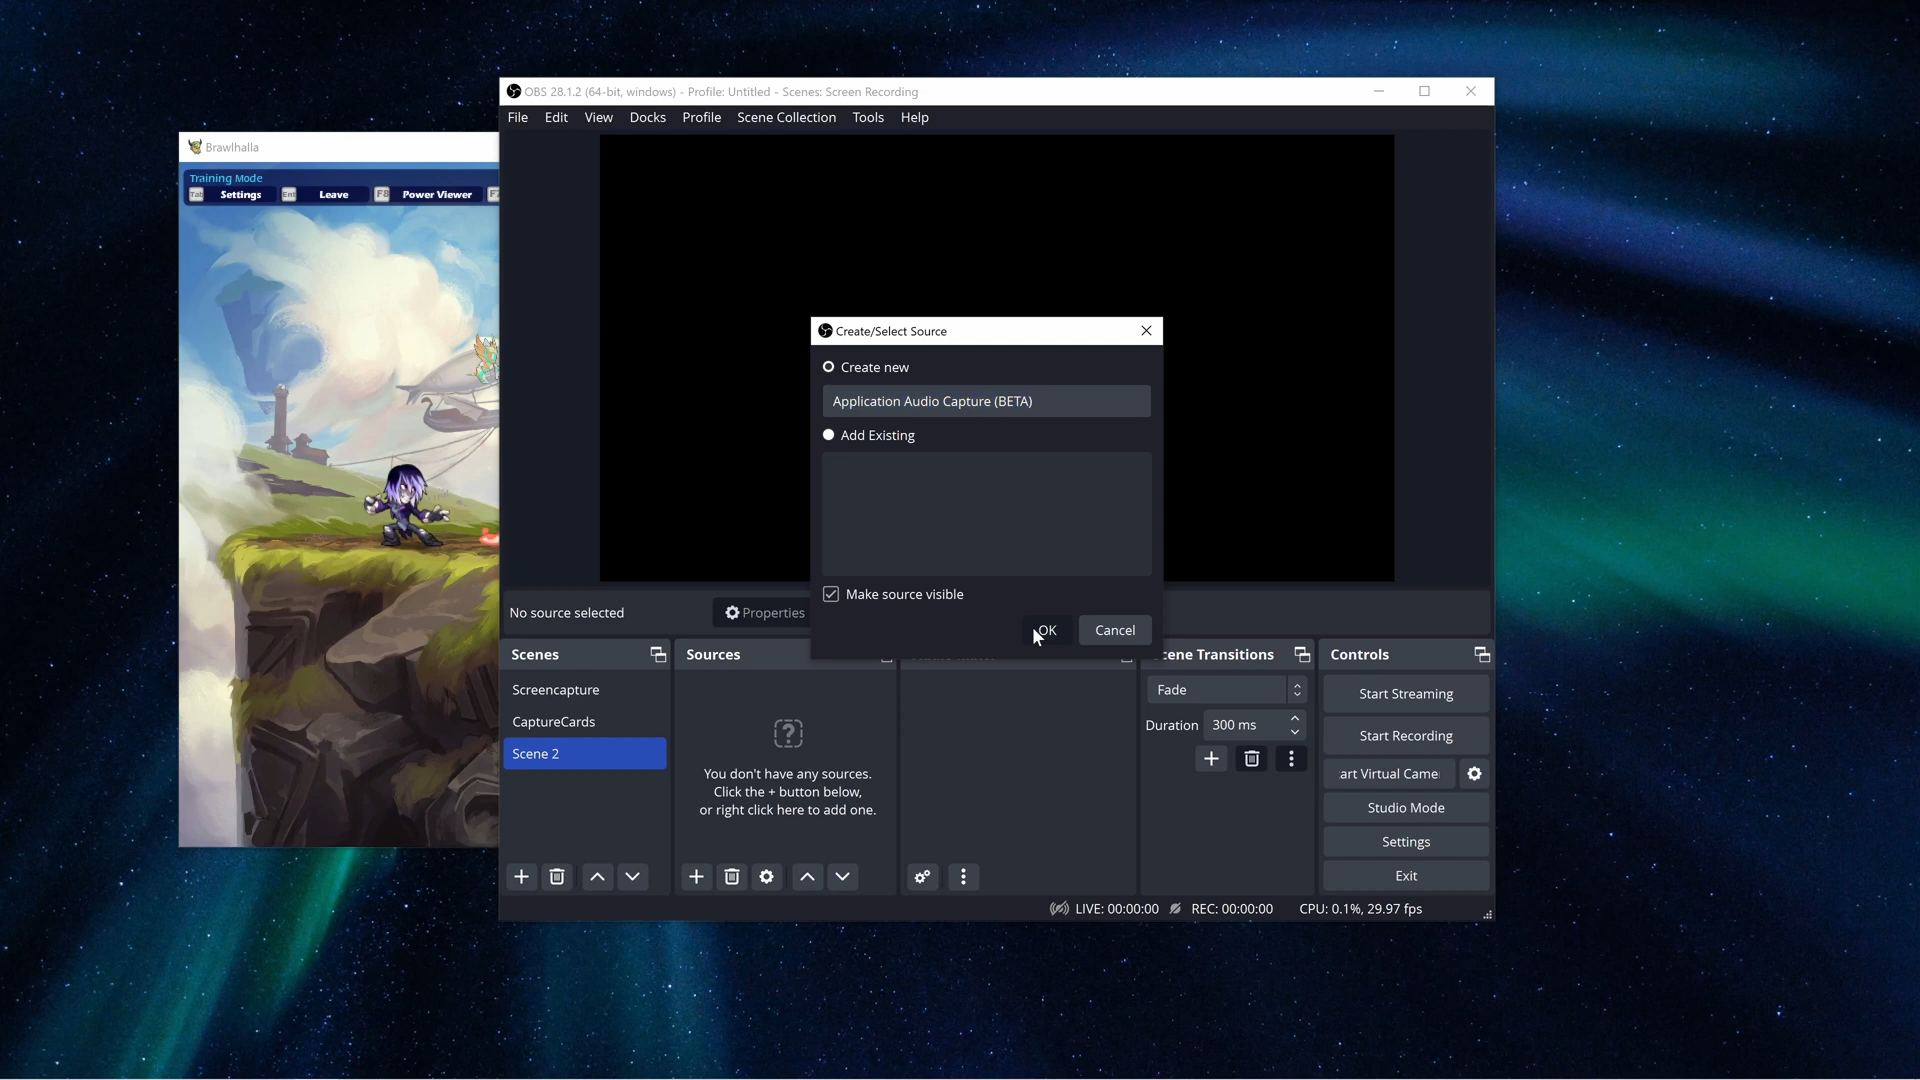 OBS 28.1.2 (64-bit, windows) - Profile: Untitled - Scenes: Screen Recording
File Edit View Docks Profile Scene Collection Tools Help
Brawlhalla
Training Mode
Tab Settings Ent Leave F8 Power Viewer
Create/Select Source
Create new
Application Audio Capture (BETA)
Add Existing
Make source visible
OK Cancel
No source selected
Properties
Scenes
Screencapture
CaptureCards
Scene 2
Sources
You don't have any sources.
Click the + button below,
or right click here to add one.
cene Transitions
Fade
Duration 300 ms
Controls
Start Streaming
Start Recording
art Virtual Came
Studio Mode
Settings
Exit
LIVE: 00:00:00 REC: 00:00:00 CPU: 0.1%, 29.97 fps